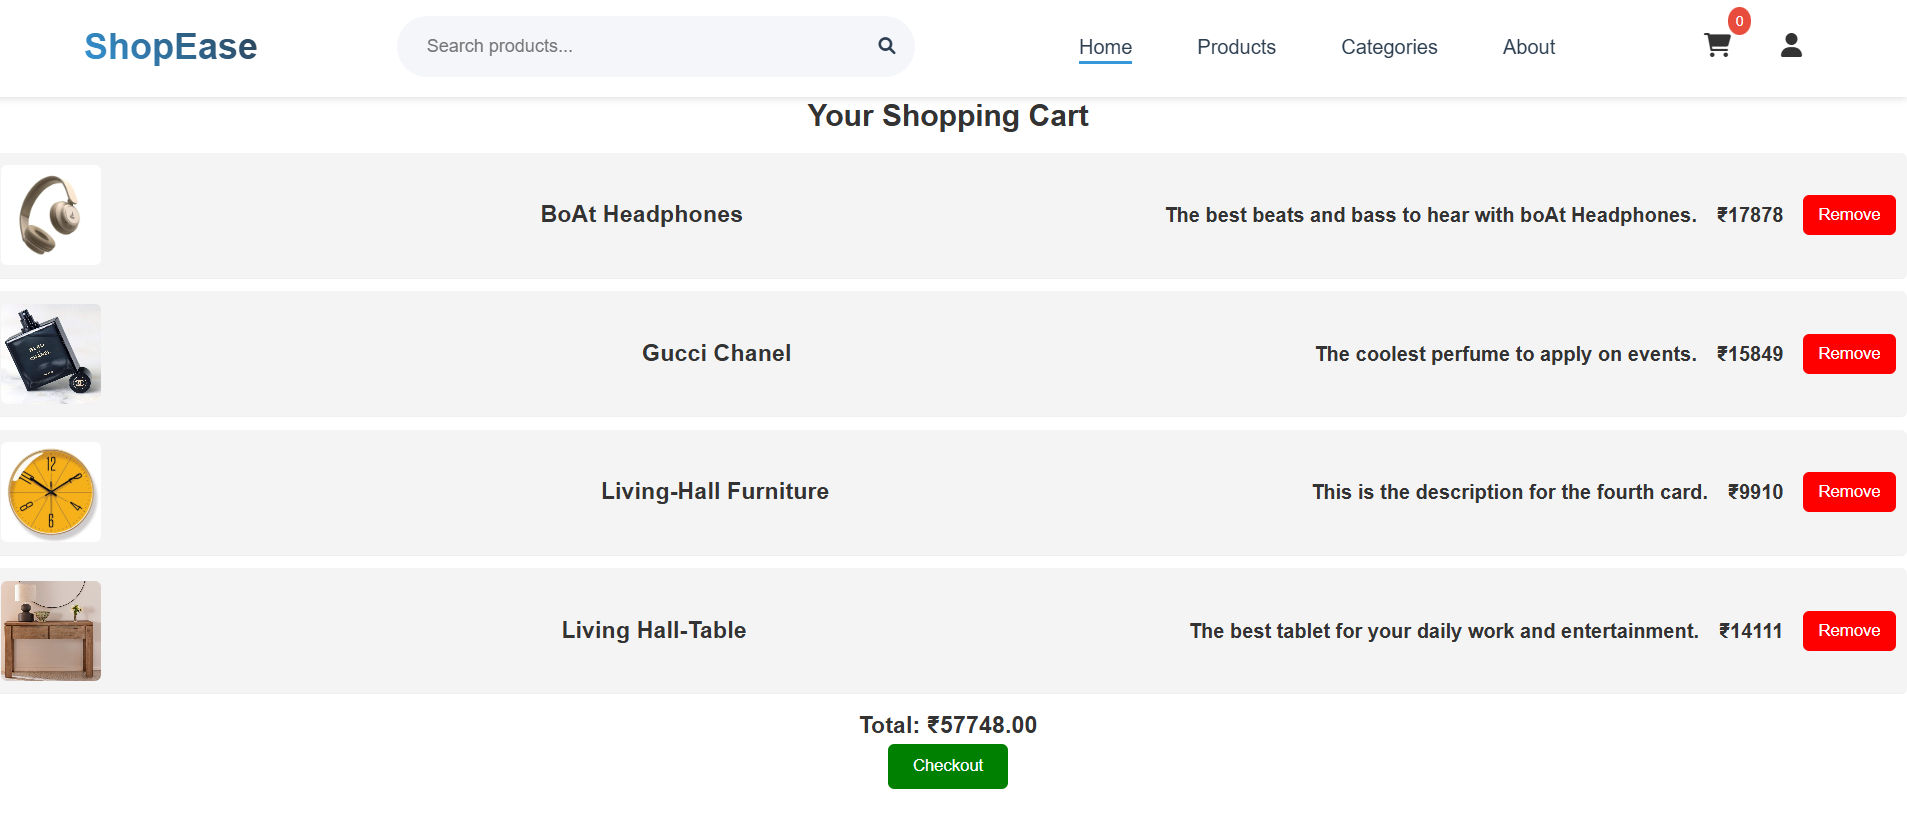 ShopEase
Search products...
Home
Products
Categories
About
0
Your Shopping Cart
BoAt Headphones
The best beats and bass to hear with boAt Headphones.
₹17878
Remove
Gucci Chanel
The coolest perfume to apply on events.
₹15849
Remove
Living-Hall Furniture
This is the description for the fourth card.
₹9910
Remove
Living Hall-Table
The best tablet for your daily work and entertainment.
₹14111
Remove
Total: ₹57748.00
Checkout